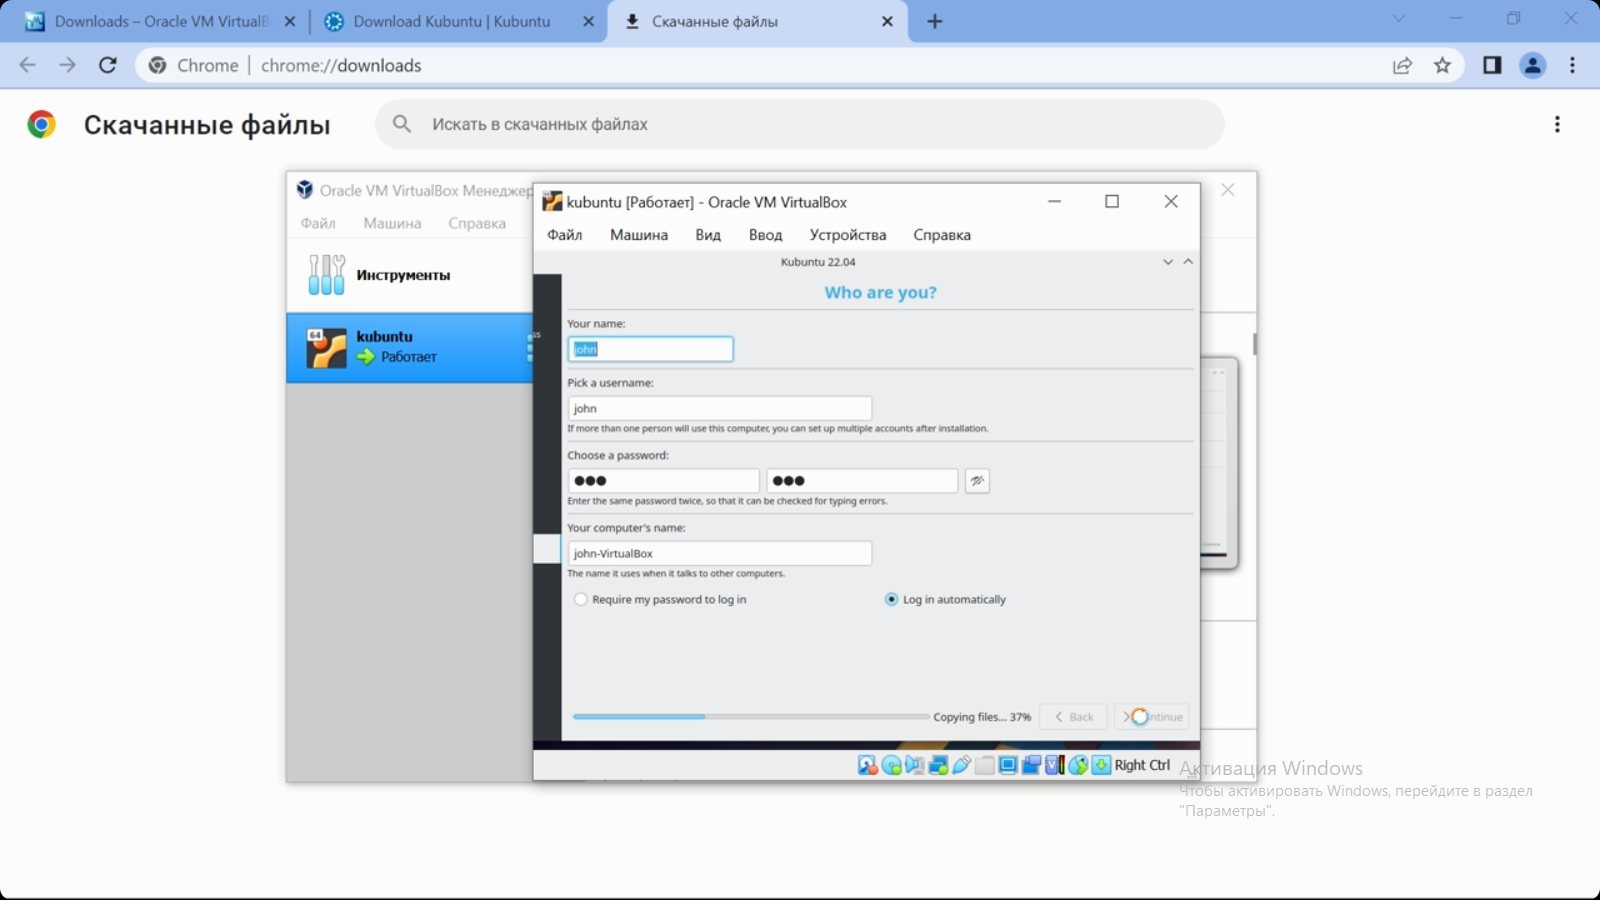 Downloads – Oracle VM VirtualB
Download Kubuntu | Kubuntu
Скачанные файлы
Chrome
chrome://downloads
Скачанные файлы
Искать в скачанных файлах
Oracle VM VirtualBox Менеджер
Файл Машина Справка
Инструменты
64
kubuntu
Работает
kubuntu [Работает] - Oracle VM VirtualBox
Файл Машина Вид Ввод Устройства Справка
Kubuntu 22.04
Who are you?
Your name:
john
Pick a username:
john
If more than one person will use this computer, you can set up multiple accounts after installation.
Choose a password:
Enter the same password twice, so that it can be checked for typing errors.
Your computer's name:
john-VirtualBox
The name it uses when it talks to other computers.
Require my password to log in
Log in automatically
Copying files... 37%
Back
ntinue
Right Ctrl
Активация Windows
Чтобы активировать Windows, перейдите в раздел
"Параметры".